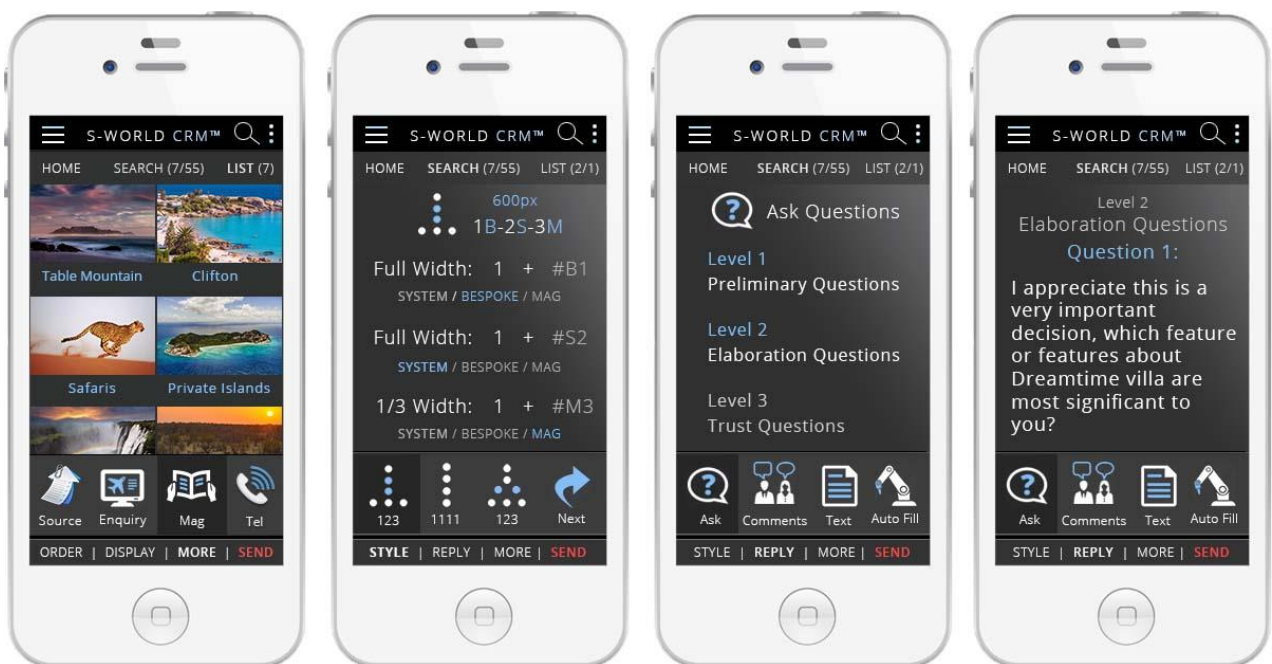 S-WORLD CRM™
HOME SEARCH (7/55) LIST (7)
Table Mountain Clifton
Safaris Private Islands
Source Enquiry Mag Tel
ORDER | DISPLAY | MORE | SEND
S-WORLD CRM™
HOME SEARCH (7/55) LIST (2/1)
600px
1B-2S-3M
Full Width: 1 + #B1
SYSTEM / BESPOKE / MAG
Full Width: 1 + #S2
SYSTEM / BESPOKE / MAG
1/3 Width: 1 + #M3
SYSTEM / BESPOKE / MAG
123 1111 123 Next
STYLE | REPLY | MORE | SEND
S-WORLD CRM™
HOME SEARCH (7/55) LIST (2/1)
? Ask Questions
Level 1
Preliminary Questions
Level 2
Elaboration Questions
Level 3
Trust Questions
? Ask Comments Text Auto Fill
STYLE | REPLY | MORE | SEND
S-WORLD CRM™
HOME SEARCH (7/55) LIST (2/1)
Level 2
Elaboration Questions
Question 1:
I appreciate this is a
very important
decision, which feature
or features about
Dreamtime villa are
most significant to
you?
? Ask Comments Text Auto Fill
STYLE | REPLY | MORE | SEND